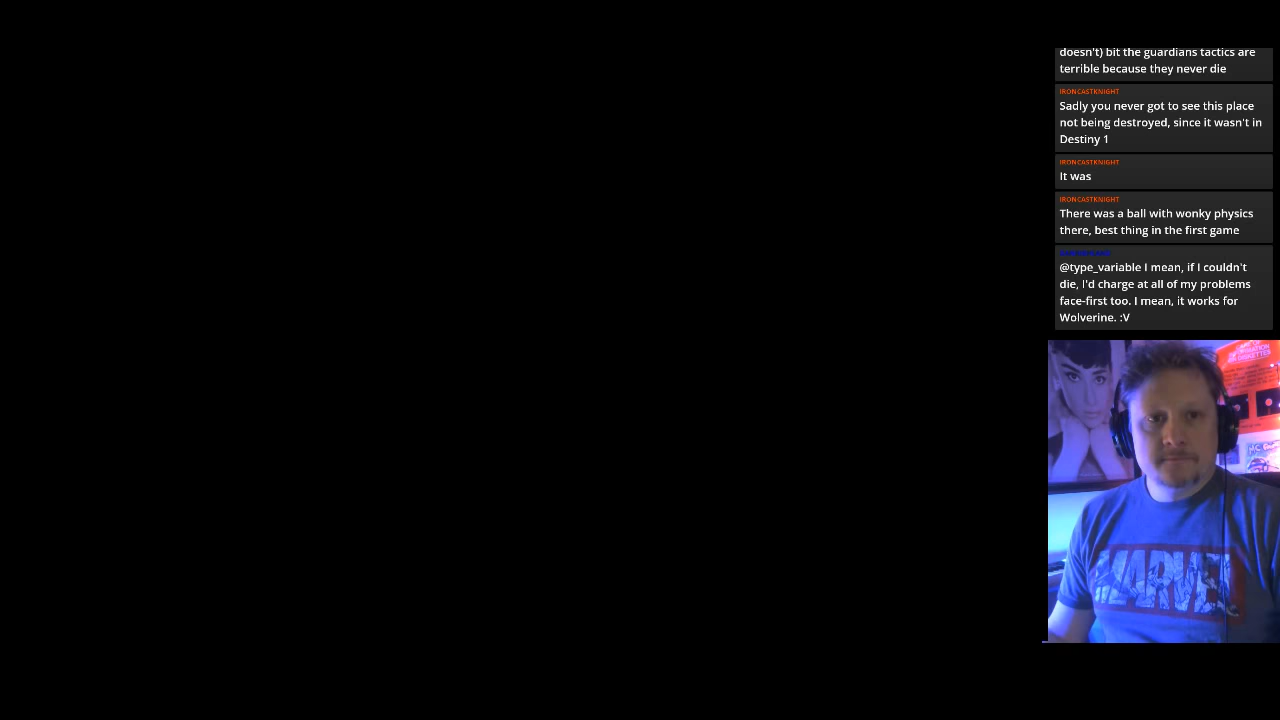 doesn't) bit the guardians tactics are
terrible because they never die
IRONCASTKNIGHT
Sadly you never got to see this place
not being destroyed, since it wasn't in
Destiny 1
IRONCASTKNIGHT
It was
IRONCASTKNIGHT
There was a ball with wonky physics
there, best thing in the first game
@type_variable I mean, if I couldn't
die, I'd charge at all of my problems
face-first too. I mean, it works for
Wolverine. :V
MARVEL